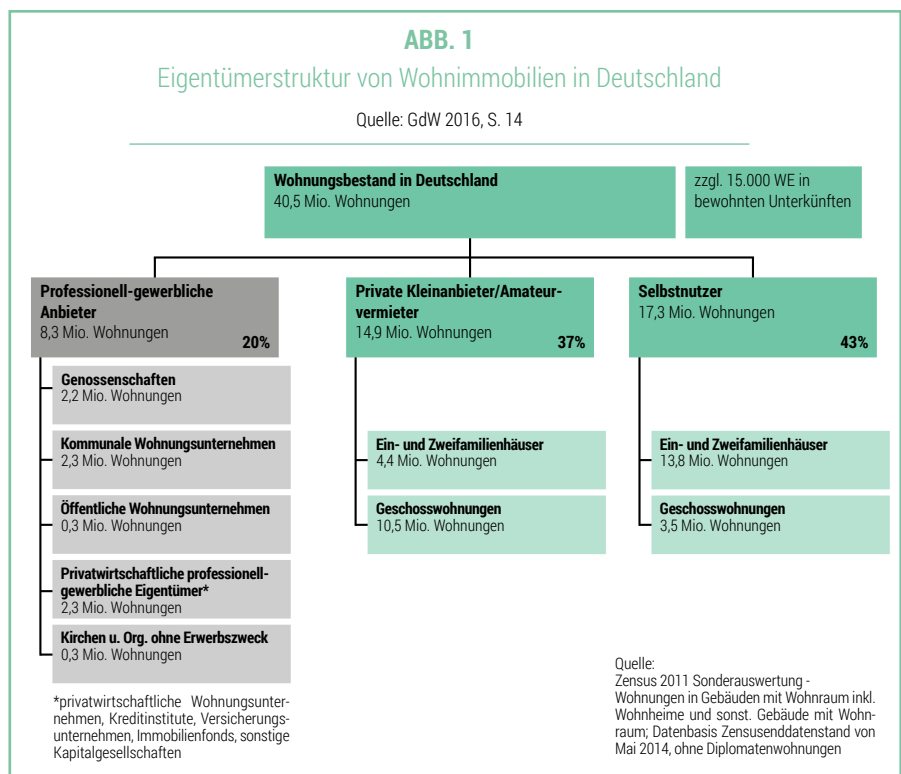 ABB. 1
Eigentümerstruktur von Wohnimmobilien in Deutschland
Quelle: GdW 2016, S. 14
Wohnungsbestand in Deutschland
40,5 Mio. Wohnungen
zzgl. 15.000 WE in
bewohnten Unterkünften
Professionell-gewerbliche
Anbieter
8,3 Mio. Wohnungen
20%
Genossenschaften
2,2 Mio. Wohnungen
Kommunale Wohnungsunternehmen
2,3 Mio. Wohnungen
Öffentliche Wohnungsunternehmen
0,3 Mio. Wohnungen
Privatwirtschaftliche professionell-
gewerbliche Eigentümer*
2,3 Mio. Wohnungen
Kirchen u. Org. ohne Erwerbszweck
0,3 Mio. Wohnungen
*privatwirtschaftliche Wohnungsunter-
nehmen, Kreditinstitute, Versicherungs-
unternehmen, Immobilienfonds, sonstige
Kapitalgesellschaften
Private Kleinanbieter/Amateur-
vermieter
14,9 Mio. Wohnungen
37%
Ein- und Zweifamilienhäuser
4,4 Mio. Wohnungen
Geschosswohnungen
10,5 Mio. Wohnungen
Selbstnutzer
17,3 Mio. Wohnungen
43%
Ein- und Zweifamilienhäuser
13,8 Mio. Wohnungen
Geschosswohnungen
3,5 Mio. Wohnungen
Quelle:
Zensus 2011 Sonderauswertung -
Wohnungen in Gebäuden mit Wohnraum inkl.
Wohnheime und sonst. Gebäude mit Wohn-
raum; Datenbasis Zensusenddatenstand von
Mai 2014, ohne Diplomatenwohnungen